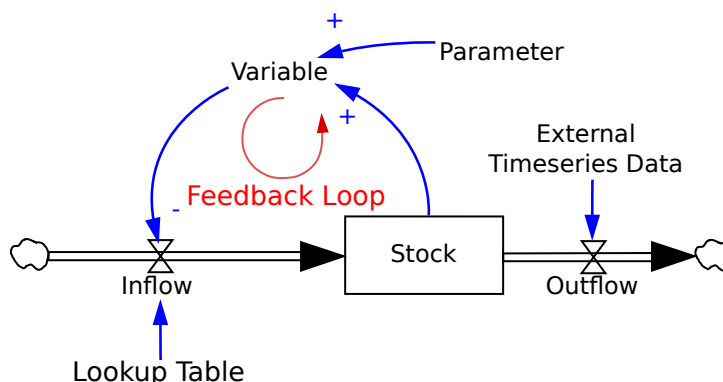 +
Parameter
Variable
+
External
Timeseries Data
Feedback Loop
-
Stock
Inflow
Outflow
Lookup Table